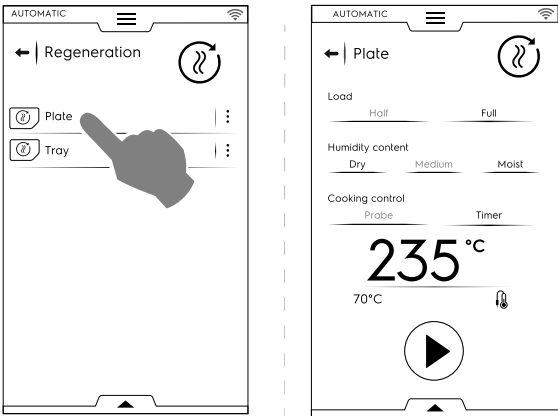 AUTOMATIC
Regeneration
Plate
Tray
AUTOMATIC
Plate
Load
Half Full
Humidity content
Dry Medium Moist
Cooking control
Probe Timer
235 °C
70°C